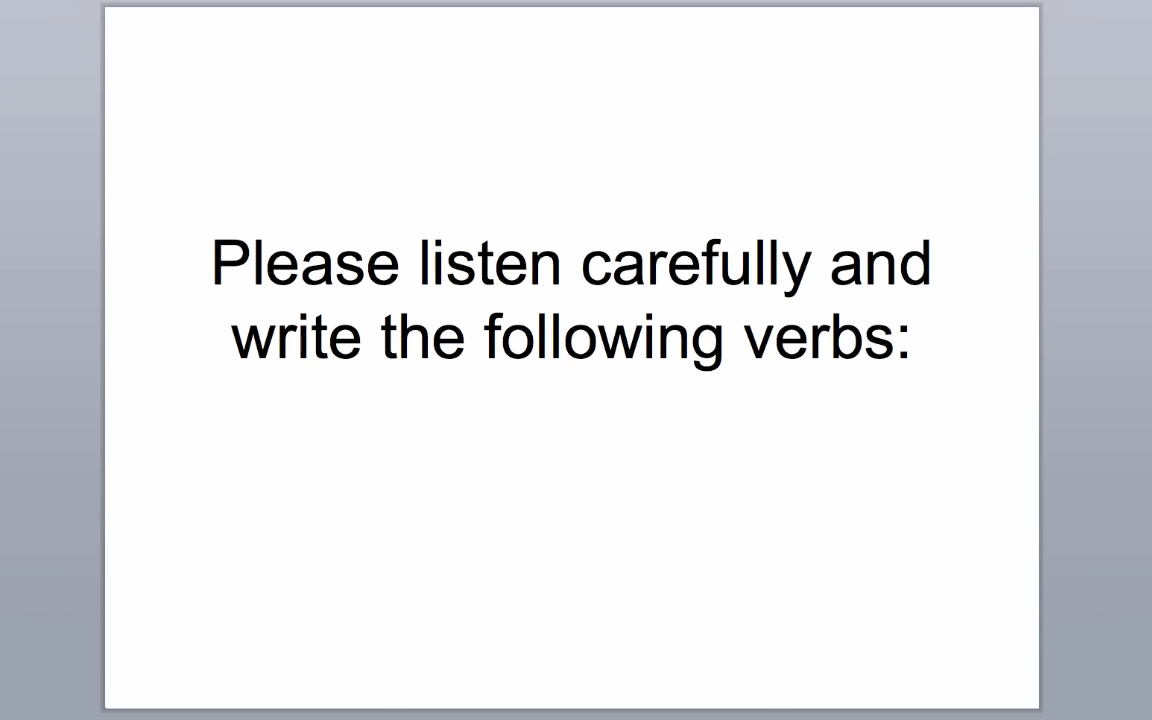 Please listen carefully and
write the following verbs: